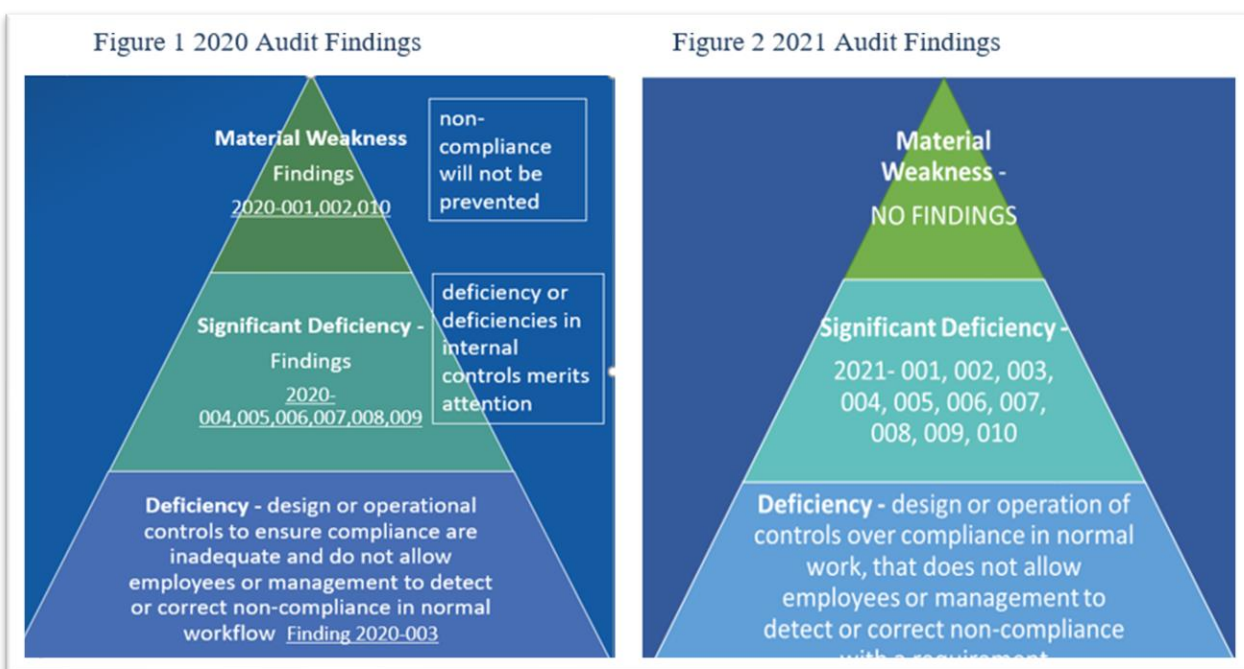 Figure 1 2020 Audit Findings
Material Weakness
Findings
2020-001,002,010
non-
compliance
will not be
prevented
Significant Deficiency -
Findings
2020-
004,005,006,007,008,009
deficiency or
deficiencies in
internal
controls merits
attention
Deficiency - design or operational
controls to ensure compliance are
inadequate and do not allow
employees or management to detect
or correct non-compliance in normal
workflow Finding 2020-003
Figure 2 2021 Audit Findings
Material
Weakness -
NO FINDINGS
Significant Deficiency -
2021- 001, 002, 003,
004, 005, 006, 007,
008, 009, 010
Deficiency - design or operation of
controls over compliance in normal
work, that does not allow
employees or management to
detect or correct non-compliance
with a requirement